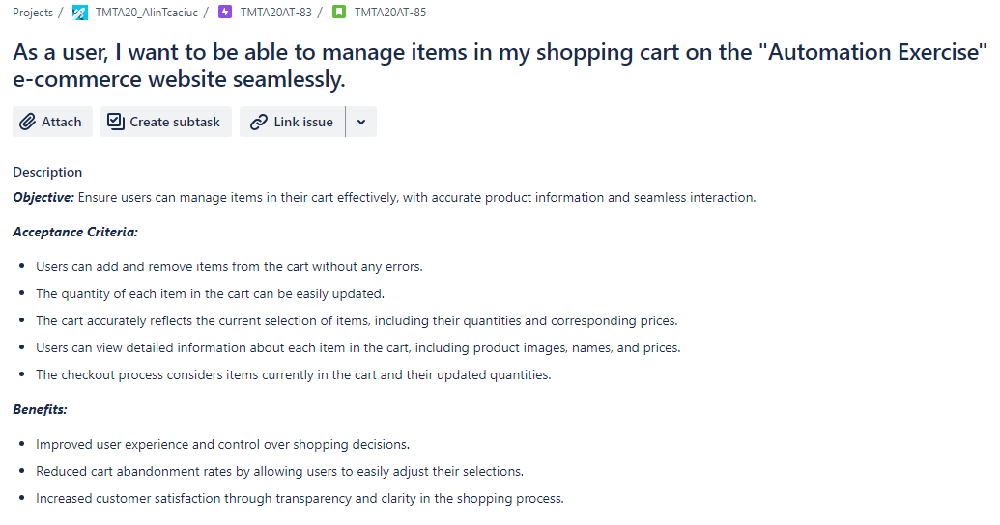 Projects / TMTA20_AlinTcaciuc / TMTA20AT-83 / TMTA20AT-85
As a user, I want to be able to manage items in my shopping cart on the "Automation Exercise"
e-commerce website seamlessly.
Attach Create subtask Link issue
Description
Objective: Ensure users can manage items in their cart effectively, with accurate product information and seamless interaction.
Acceptance Criteria:
• Users can add and remove items from the cart without any errors.
• The quantity of each item in the cart can be easily updated.
• The cart accurately reflects the current selection of items, including their quantities and corresponding prices.
• Users can view detailed information about each item in the cart, including product images, names, and prices.
• The checkout process considers items currently in the cart and their updated quantities.
Benefits:
• Improved user experience and control over shopping decisions.
• Reduced cart abandonment rates by allowing users to easily adjust their selections.
• Increased customer satisfaction through transparency and clarity in the shopping process.